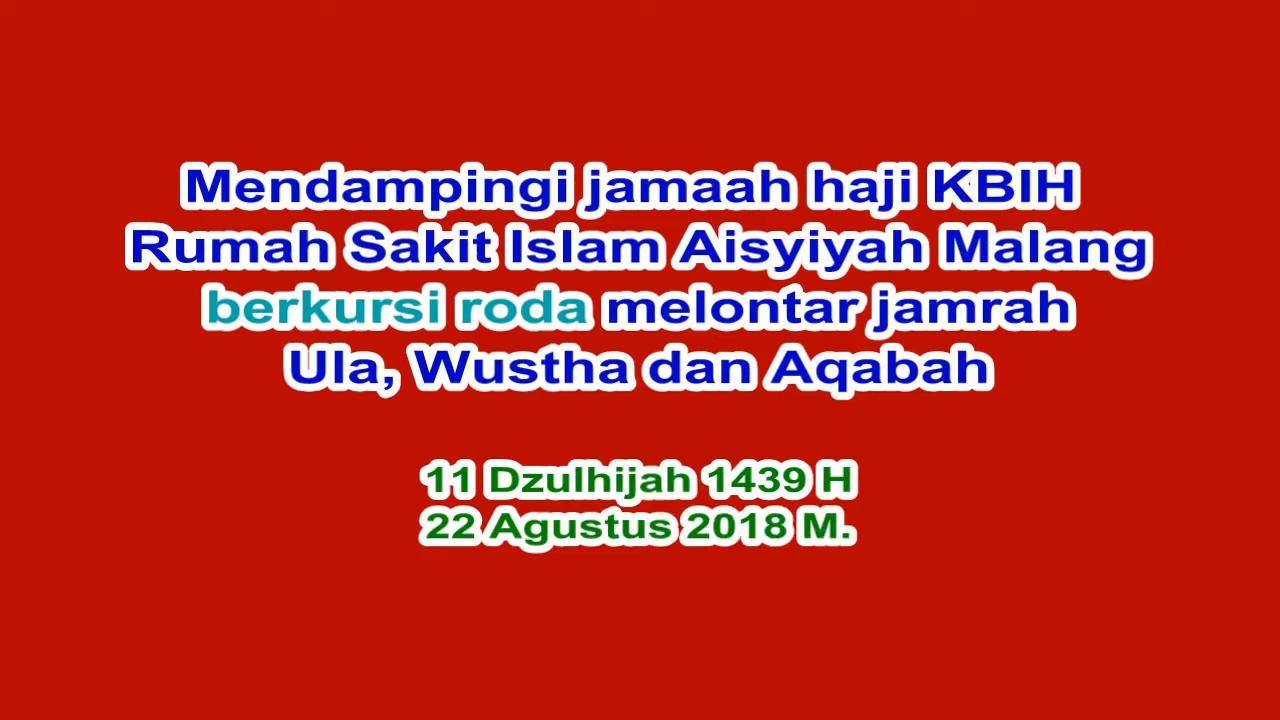 Mendampingi jamaah haji KBIH
Rumah Sakit Islam Aisyiyah Malang
berkursi roda melontar jamrah
Ula, Wustha dan Aqabah
11 Dzulhijah 1439 H
22 Agustus 2018 M.